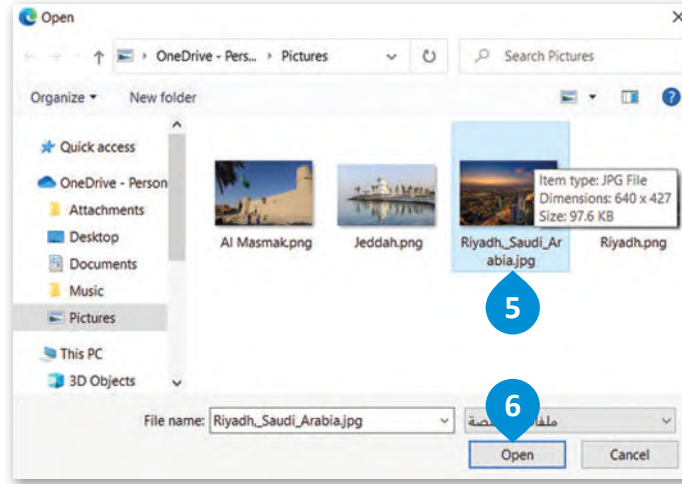 Open
OneDrive - Pers... › Pictures
Search Pictures
Organize
New folder
Quick access
OneDrive - Person
Attachments
Desktop
Documents
Music
Pictures
This PC
3D Objects
Al Masmak.png
Jeddah.png
Riyadh,_Saudi_Ar
abia.jpg
Riyadh.png
Item type: JPG File
Dimensions: 640 x 427
Size: 97.6 KB
5
File name:
Riyadh,_Saudi_Arabia.jpg
6
Open
Cancel